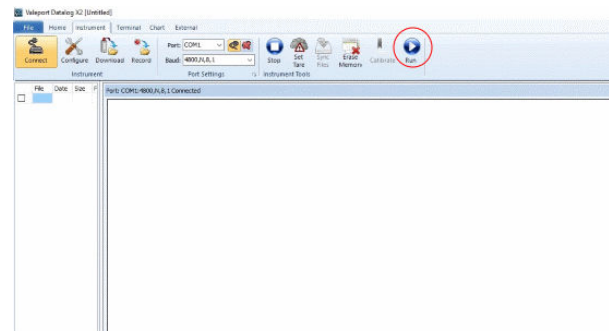 Valeport Datalog X2 [Untitled]
File Home Instrument Terminal Chart External
Connect Configure Download Record
Port: COM1
Baud: 4800,N,8,1
Stop Set Tare Sync Files Erase Memory Calibrate Run
Instrument Port Settings Instrument Tools
File Date Size F
Port: COM1:4800,N,8,1 Connected